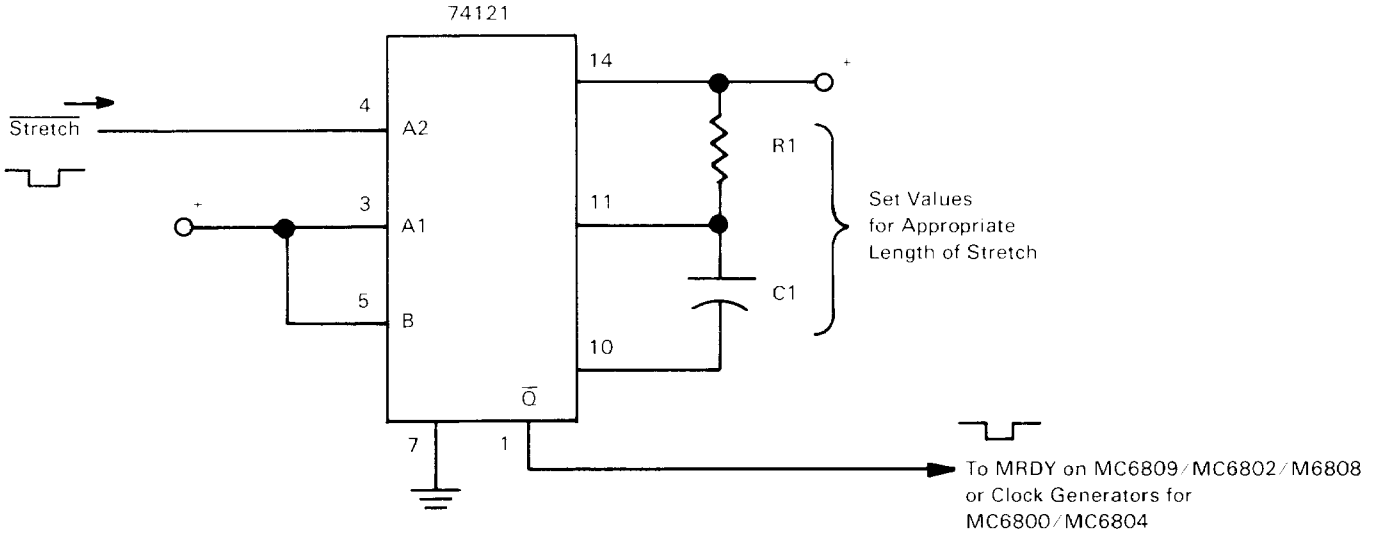 74121
14
+
4
Stretch
A2
R1
3
+
A1
11
Set Values
for Appropriate
Length of Stretch
C1
5
B
10
Q
7
1
To MRDY on MC6809/MC6802/M6808
or Clock Generators for
MC6800/MC6804